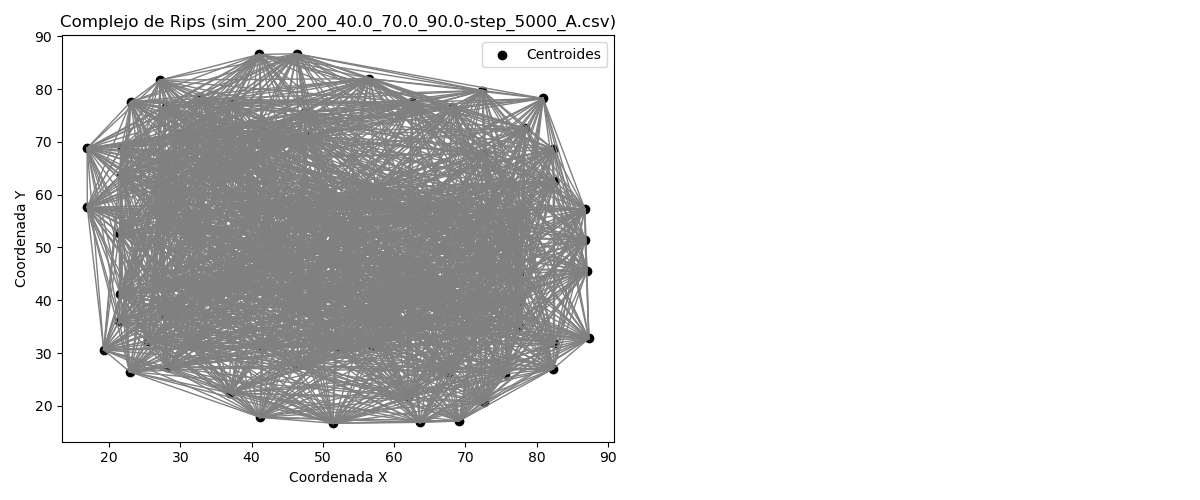 Complejo de Rips (sim_200_200_40.0_70.0_90.0-step_5000_A.csv)
Centroides
90
80
70
60
50
40
30
20
Coordenada Y
20 30 40 50 60 70 80 90
Coordenada X